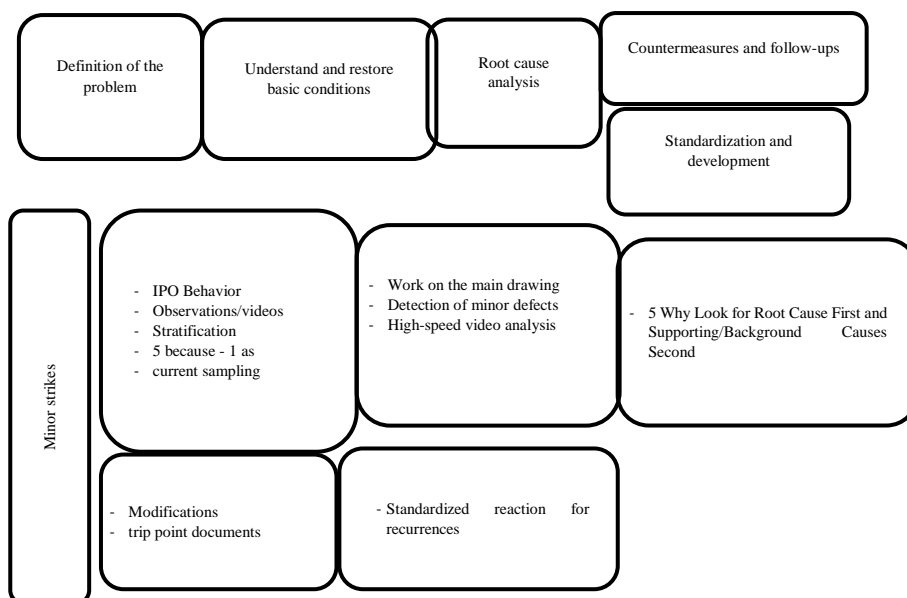 Definition of the
problem
Understand and restore
basic conditions
Root cause
analysis
Countermeasures and follow-ups
Standardization and
development
Minor strikes
- IPO Behavior
- Observations/videos
- Stratification
- 5 because - 1 as
- current sampling
- Work on the main drawing
- Detection of minor defects
- High-speed video analysis
- 5 Why Look for Root Cause First and
Supporting/Background Causes
Second
- Modifications
- trip point documents
- Standardized reaction for
recurrences